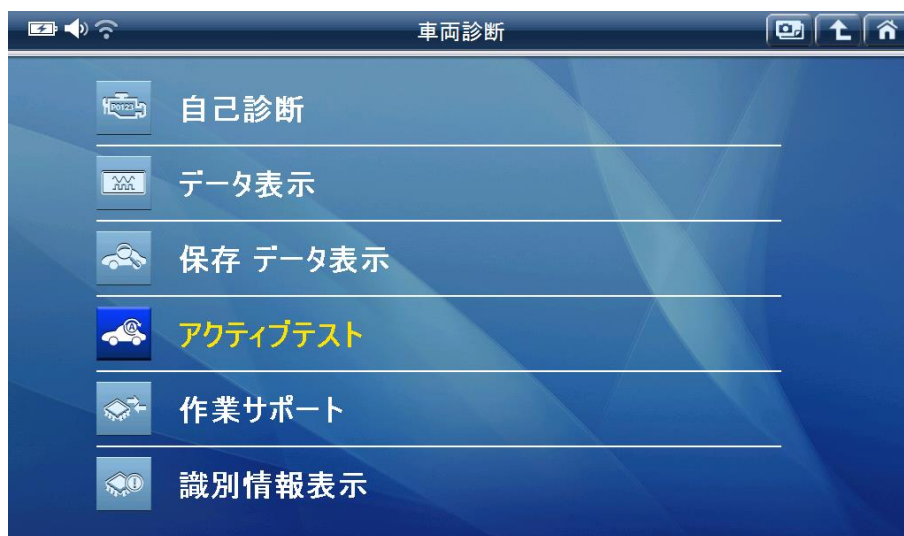 車両診断
自己診断
データ表示
保存 データ表示
アクティブテスト
作業サポート
識別情報表示